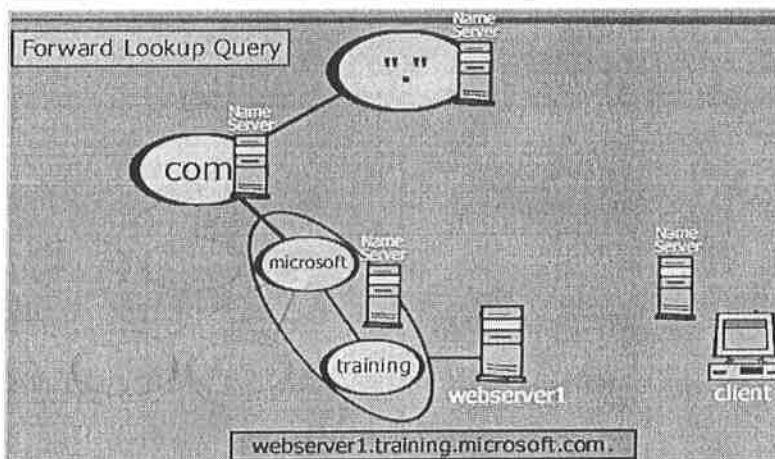 Forward Lookup Query
Name
Server
"."
Name
Server
com
microsoft
Name
Server
Name
Server
training
webserver1
client
webserver1.training.microsoft.com.